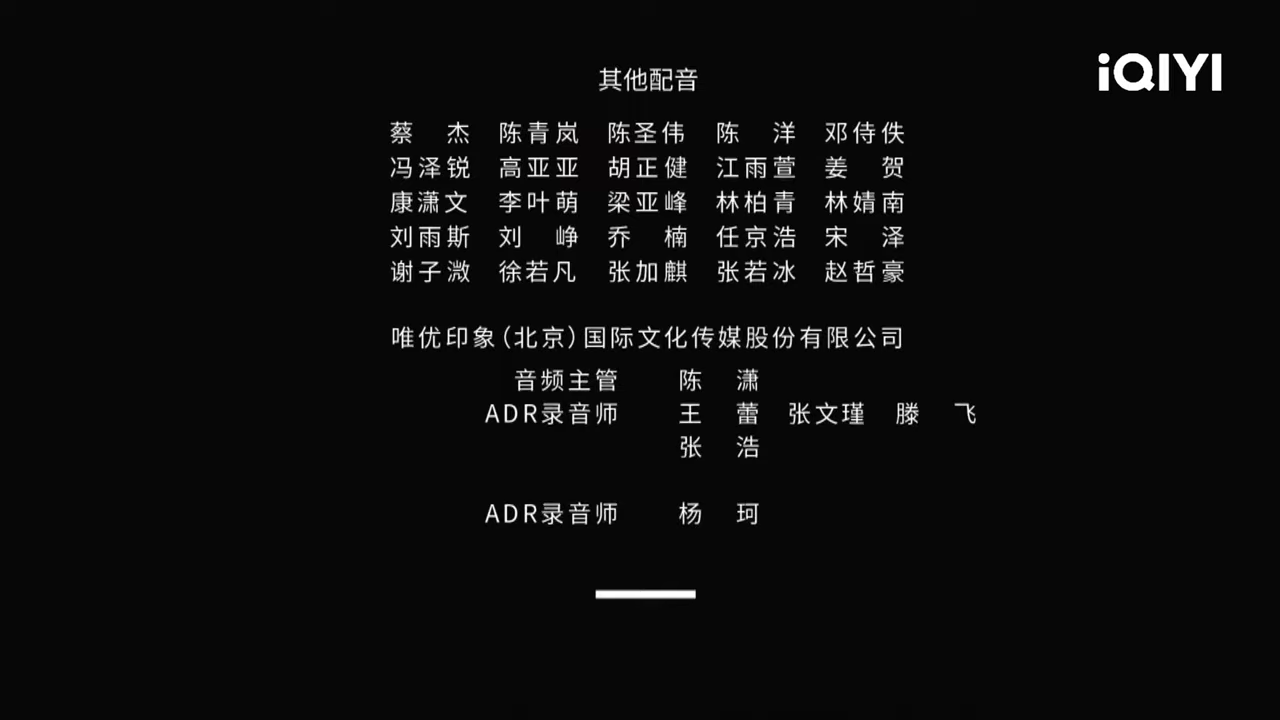 iQIYI
其他配音
蔡 杰 陈青岚 陈圣伟 陈 洋 邓侍佚
冯泽锐 高亚亚 胡正健 江雨萱 姜 贺
康潇文 李叶萌 梁亚峰 林柏青 林婧南
刘雨斯 刘 峥 乔 楠 任京浩 宋 泽
谢子溦 徐若凡 张加麒 张若冰 赵哲豪
唯优印象(北京)国际文化传媒股份有限公司
音频主管 陈 潇
ADR录音师 王 蕾 张文瑾 滕 飞
张 浩
ADR录音师 杨 珂